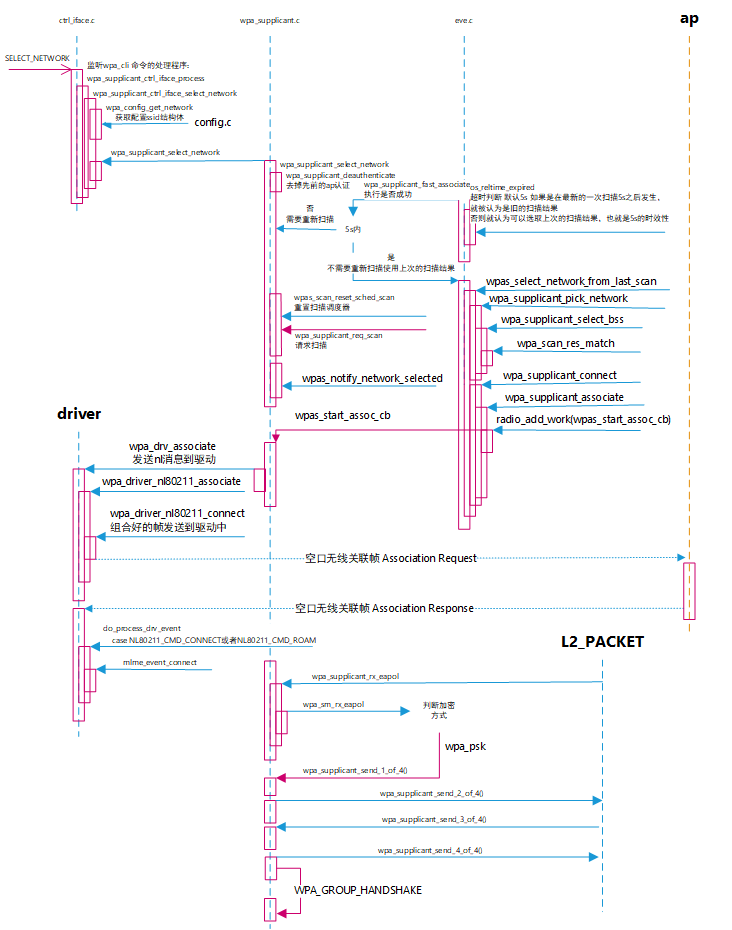 ctrl_iface.c
wpa_supplicant.c
eve.c
ap
SELECT_NETWORK
监听wpa_cli 命令的处理程序:
wpa_supplicant_ctrl_iface_process
wpa_supplicant_ctrl_iface_select_network
wpa_config_get_network
获取配置ssid结构体
config.c
wpa_supplicant_select_network
wpa_supplicant_select_network
wpa_supplicant_deauthenticate
去掉先前的ap认证
wpa_supplicant_fast_associate
执行是否成功
os_reltime_expired
超时判断 默认5s 如果是在最新的一次扫描5s之后发生，
就被认为是旧的扫描结果
否则就认为可以选取上次的扫描结果，也就是5s的时效性
否
需要重新扫描
5s内
是
不需要重新扫描使用上次的扫描结果
wpas_select_network_from_last_scan
wpa_supplicant_pick_network
wpas_scan_reset_sched_scan
重置扫描调度器
wpa_supplicant_select_bss
wpa_supplicant_req_scan
请求扫描
wpa_scan_res_match
wpas_notify_network_selected
wpa_supplicant_connect
wpa_supplicant_associate
driver
wpas_start_assoc_cb
radio_add_work(wpas_start_assoc_cb)
wpa_drv_associate
发送nl消息到驱动
wpa_driver_nl80211_associate
wpa_driver_nl80211_connect
组合好的帧发送到驱动中
空口无线关联帧 Association Request
空口无线关联帧 Association Response
do_process_drv_event
case NL80211_CMD_CONNECT或者NL80211_CMD_ROAM
L2_PACKET
mlme_event_connect
wpa_supplicant_rx_eapol
wpa_sm_rx_eapol
判断加密
方式
wpa_psk
wpa_supplicant_send_1_of_4()
wpa_supplicant_send_2_of_4()
wpa_supplicant_send_3_of_4()
wpa_supplicant_send_4_of_4()
WPA_GROUP_HANDSHAKE